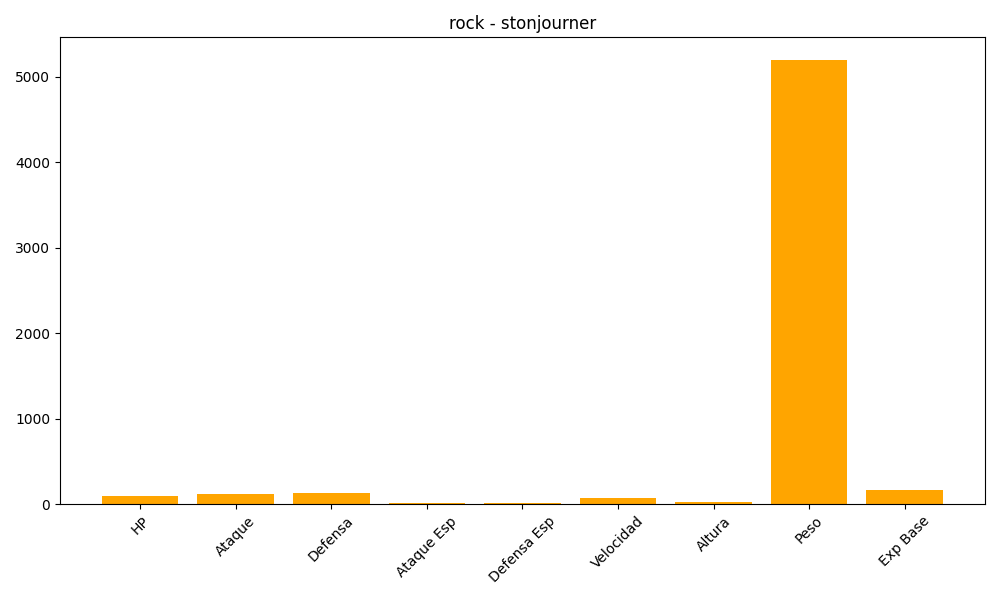 rock - stonjourner
5000
4000
3000
2000
1000
0
HP
Ataque
Defensa
Ataque Esp
Defensa Esp
Velocidad
Altura
Peso
Exp Base